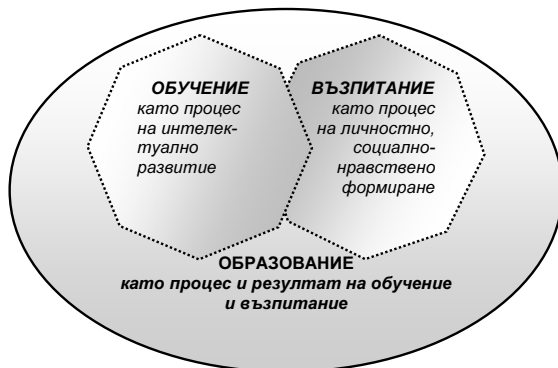 ОБУЧЕНИЕ
като процес
на интелек-
туално
развитие
ВЪЗПИТАНИЕ
като процес
на личностно,
социално-
нравствено
формиране
ОБРАЗОВАНИЕ
като процес и резултат на обучение
и възпитание